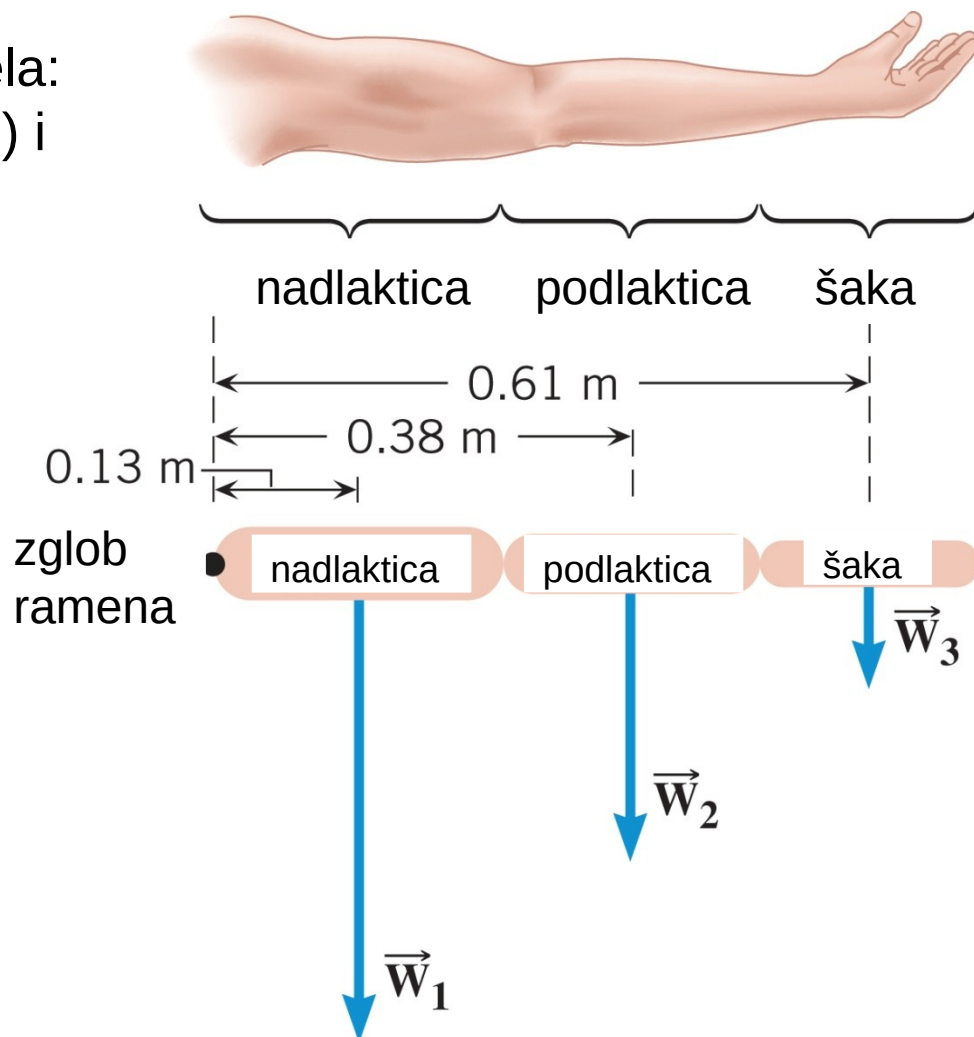 ela:
) i
nadlaktica podlaktica šaka
0.61 m
0.38 m
0.13 m
zglob
ramena
nadlaktica podlaktica šaka
W₃
W₂
W₁